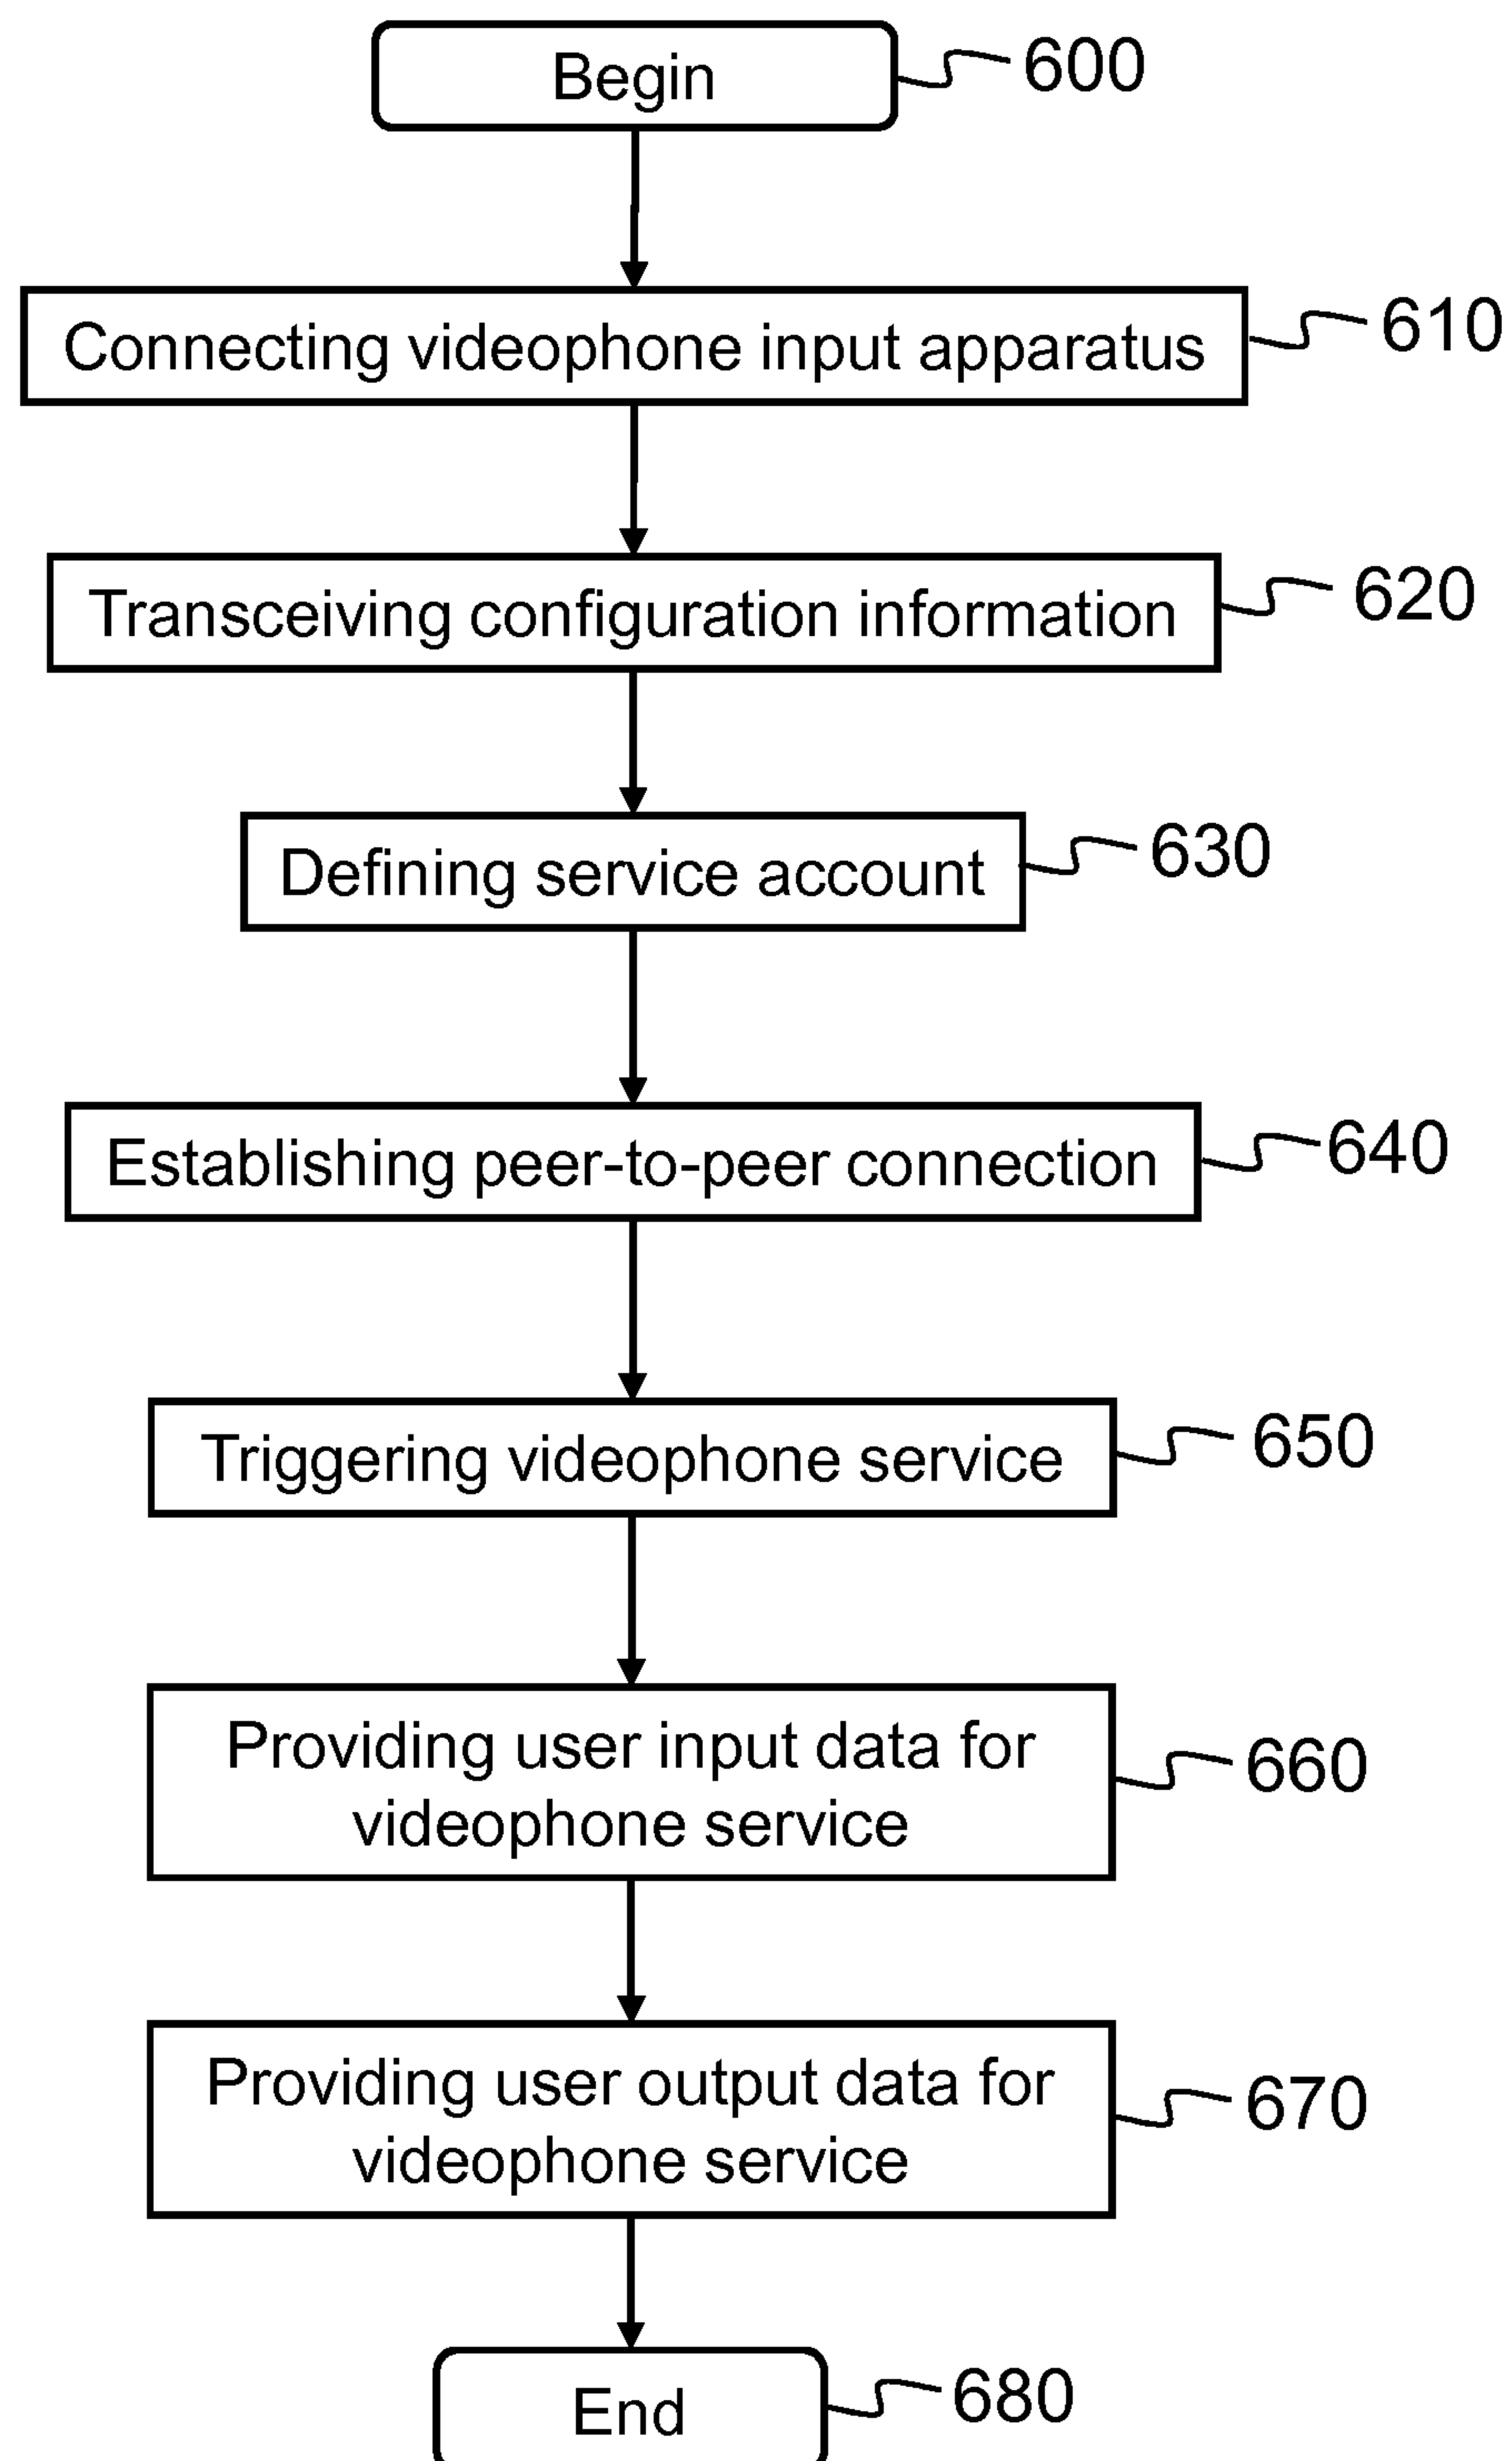 Begin
600
Connecting videophone input apparatus
610
Transceiving configuration information
620
Defining service account
630
Establishing peer-to-peer connection
640
Triggering videophone service
650
Providing user input data for
videophone service
660
Providing user output data for
videophone service
670
End
680